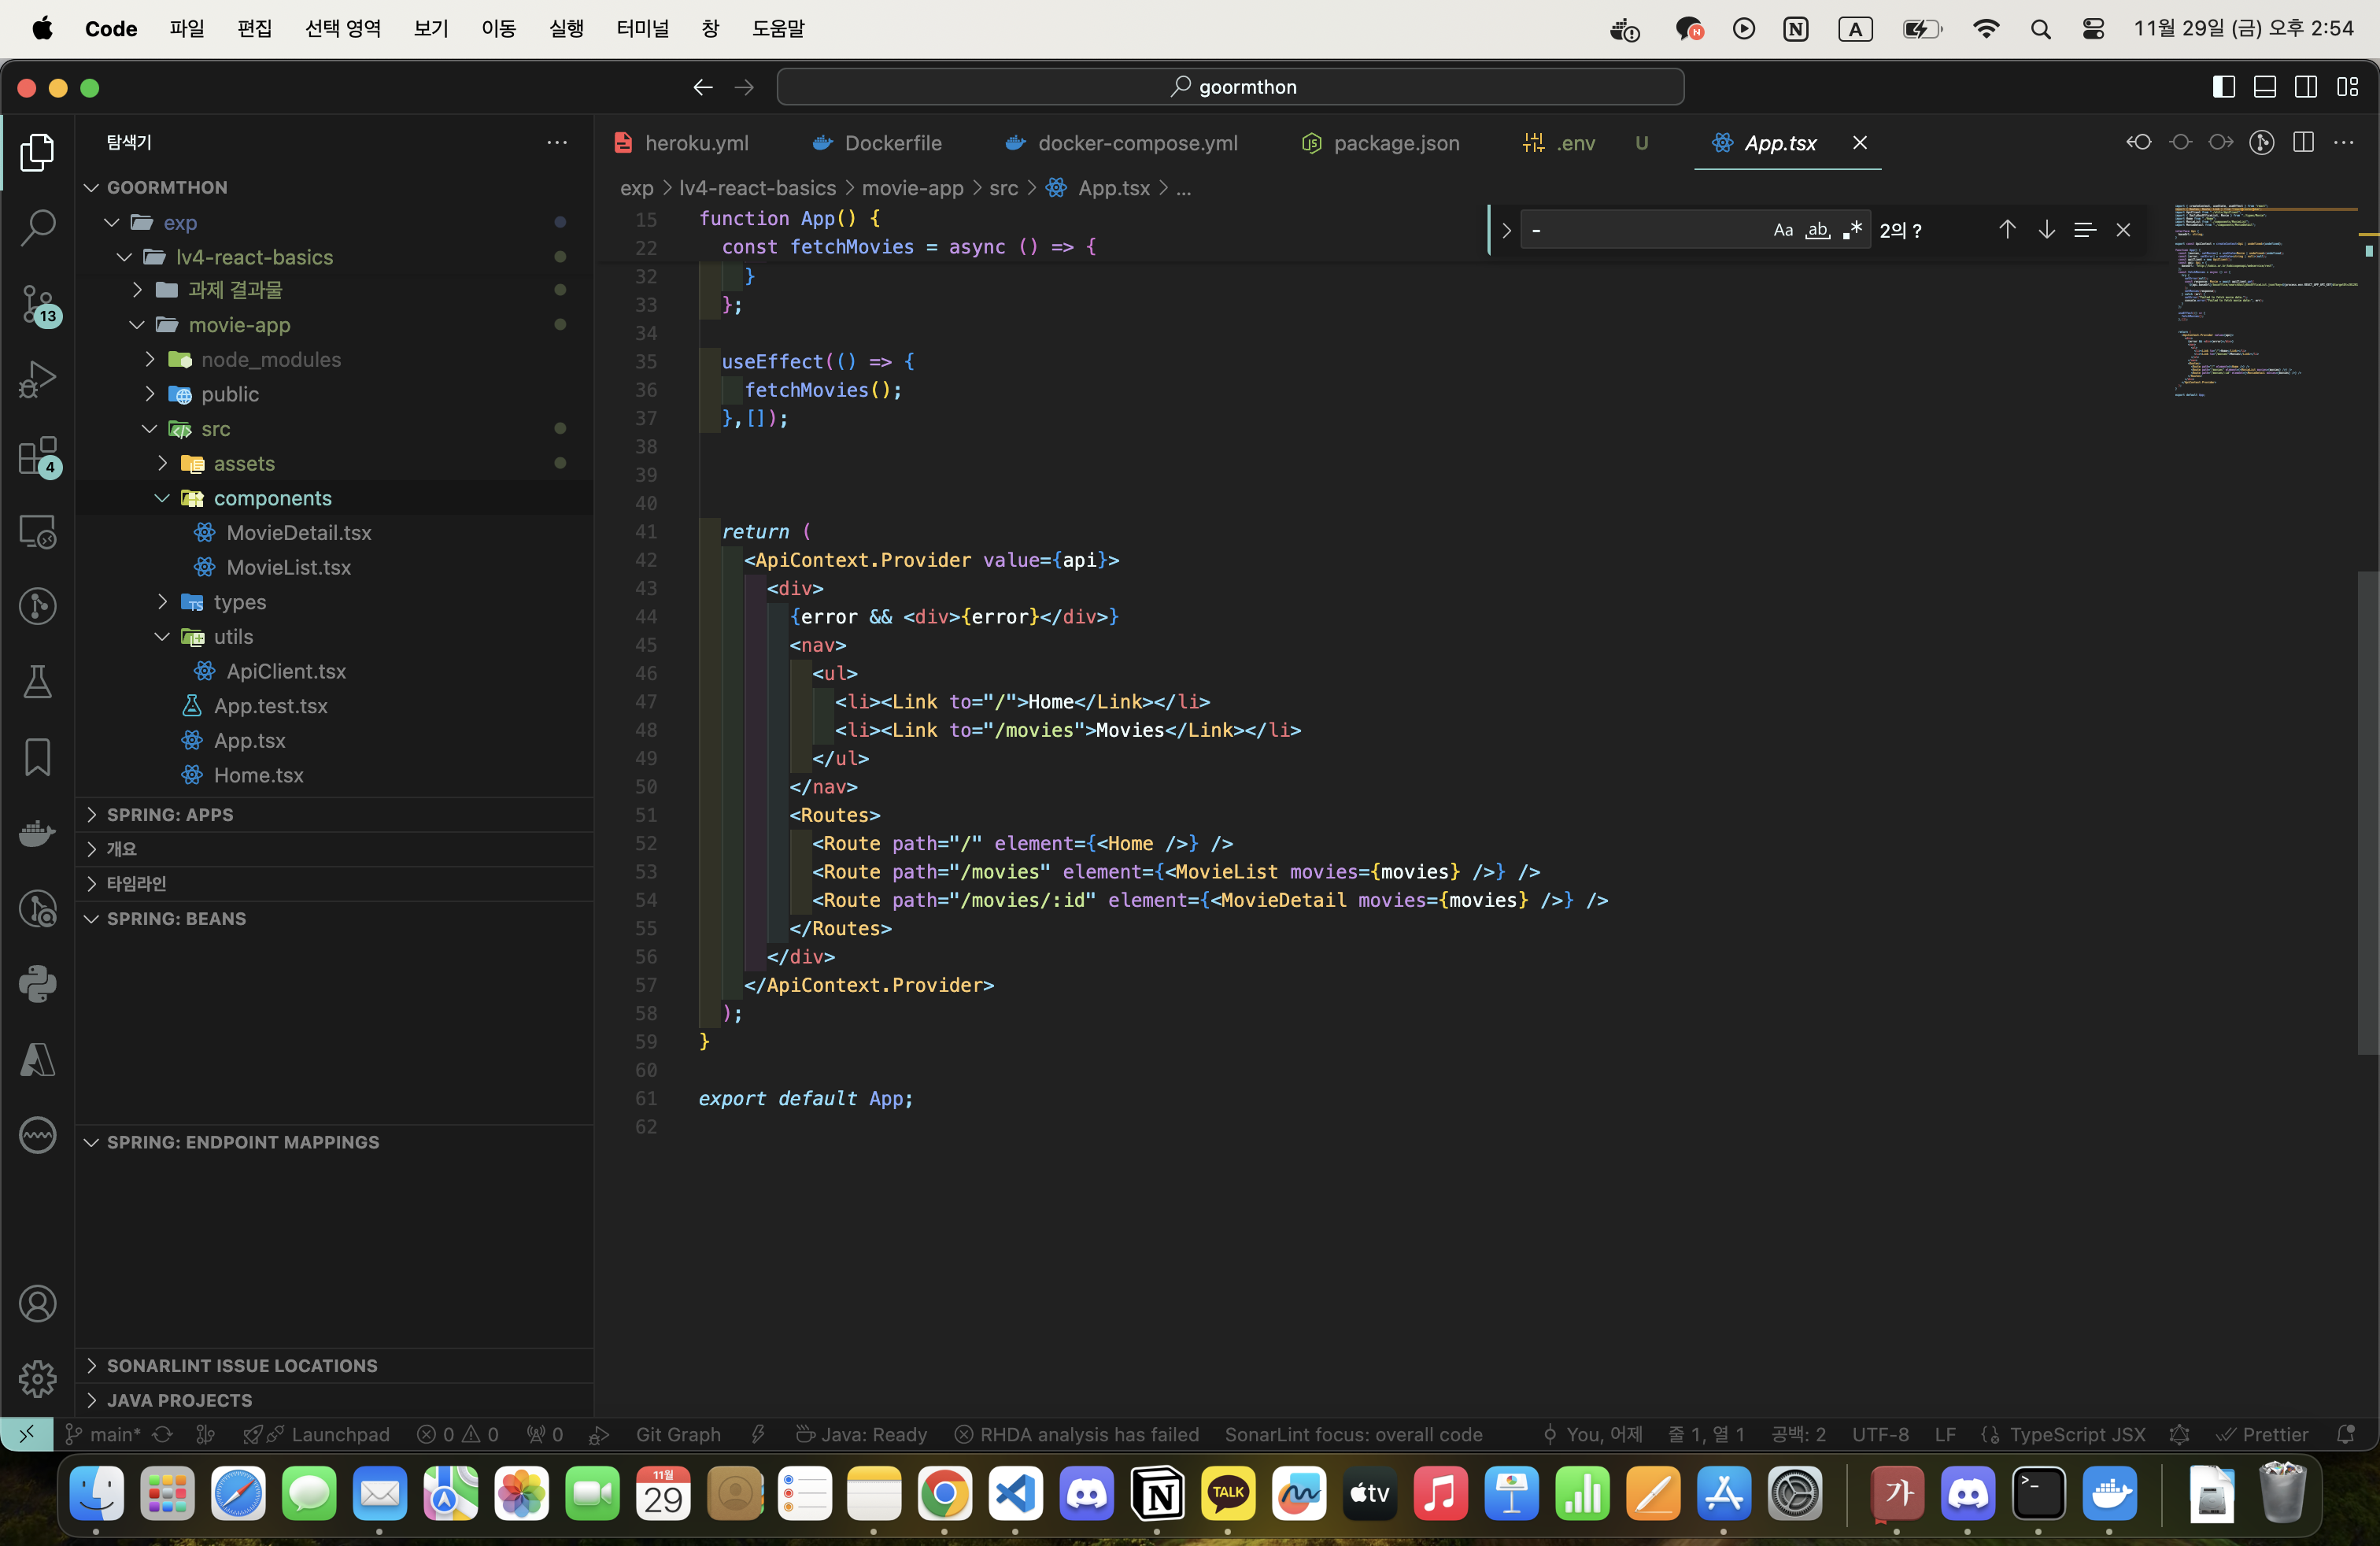 Code 파일 편집 선택 영역 보기 이동 실행 터미널 창 도움말 N A 11월 29일 (금) 오후 2:54
goormthon
탐색기
heroku.yml Dockerfile docker-compose.yml package.json .env U App.tsx
exp > lv4-react-basics > movie-app > src > App.tsx > ...
GOORMTHON
exp
lv4-react-basics
과제 결과물
movie-app
node_modules
public
src
assets
components
MovieDetail.tsx
MovieList.tsx
types
utils
ApiClient.tsx
App.test.tsx
App.tsx
Home.tsx
SPRING: APPS
개요
타임라인
SPRING: BEANS
SPRING: ENDPOINT MAPPINGS
SONARLINT ISSUE LOCATIONS
JAVA PROJECTS
13
4
- Aa ab .* 2의 ?
15 function App() {
22 const fetchMovies = async () => {
32 }
33 };
34
35 useEffect(() => {
36 fetchMovies();
37 },[]);
38
39
40
41 return (
42 <ApiContext.Provider value={api}>
43 <div>
44 {error && <div>{error}</div>}
45 <nav>
46 <ul>
47 <li><Link to="/">Home</Link></li>
48 <li><Link to="/movies">Movies</Link></li>
49 </ul>
50 </nav>
51 <Routes>
52 <Route path="/" element={<Home />} />
53 <Route path="/movies" element={<MovieList movies={movies} />} />
54 <Route path="/movies/:id" element={<MovieDetail movies={movies} />} />
55 </Routes>
56 </div>
57 </ApiContext.Provider>
58 );
59 }
60
61 export default App;
62
main* Launchpad 0 0 0 Git Graph Java: Ready RHDA analysis has failed SonarLint focus: overall code You, 어제 줄 1, 열 1 공백: 2 UTF-8 LF TypeScript JSX Prettier
11월
29
N
TALK
tv
가